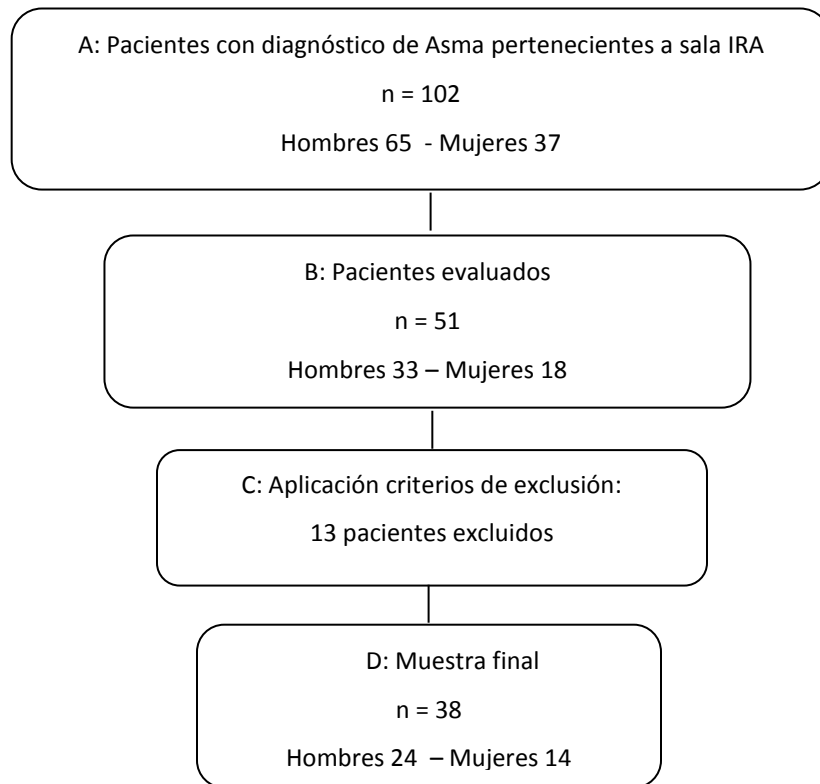 A: Pacientes con diagnóstico de Asma pertenecientes a sala IRA
n = 102
Hombres 65 - Mujeres 37
B: Pacientes evaluados
n = 51
Hombres 33 – Mujeres 18
C: Aplicación criterios de exclusión:
13 pacientes excluidos
D: Muestra final
n = 38
Hombres 24 – Mujeres 14